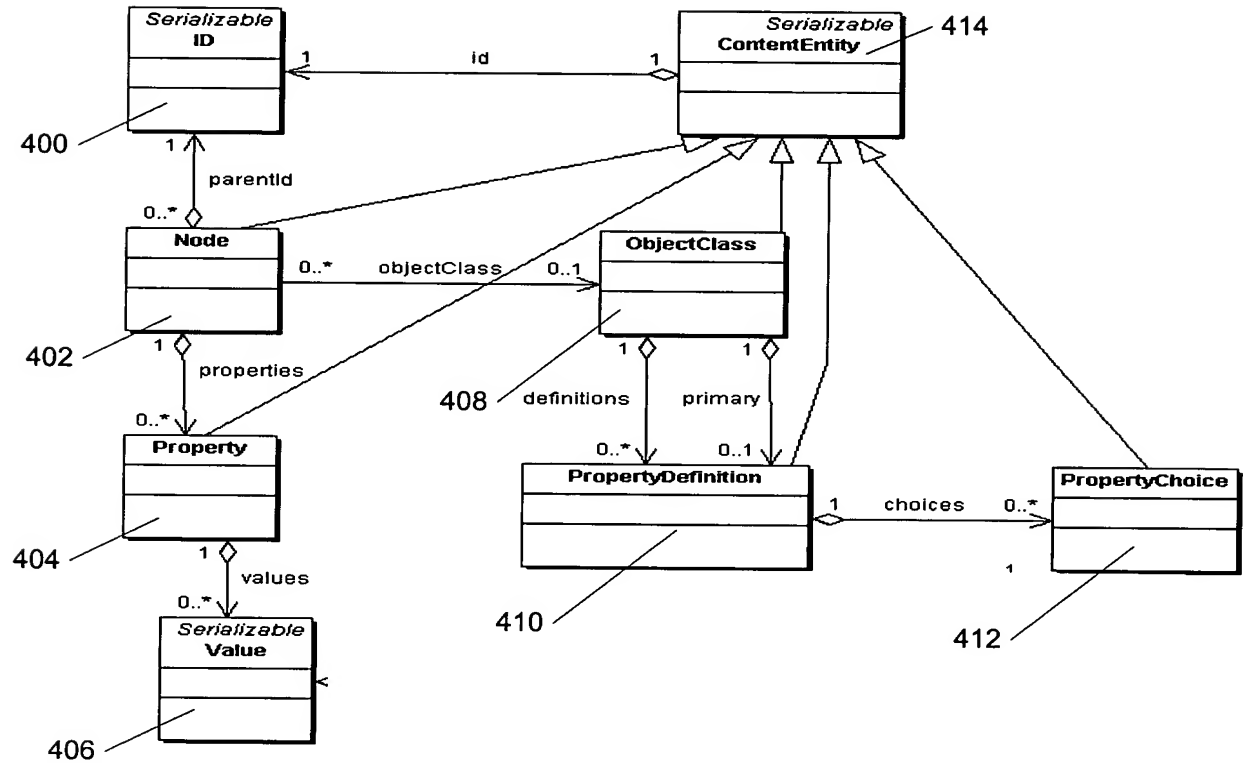 Serializable
ID
Serializable
ContentEntity
414
1
id
1
400
1
parentId
0..*
Node
0..*
objectClass
0..1
ObjectClass
402
1
properties
0..*
408
1
1
definitions
primary
0..*
0..1
Property
PropertyDefinition
1
choices
0..*
PropertyChoice
404
1
values
0..*
1
410
412
Serializable
Value
406